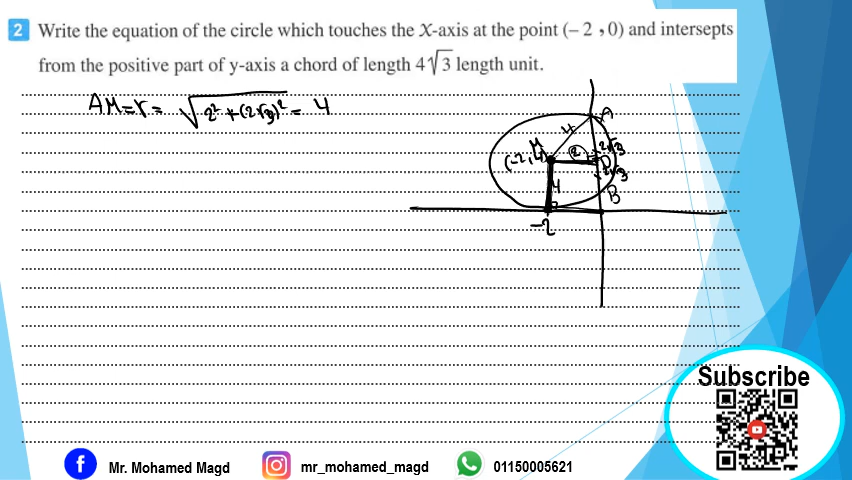 2 Write the equation of the circle which touches the X-axis at the point (– 2 , 0) and intersepts
from the positive part of y-axis a chord of length 4√3 length unit.
AM=r= √(2²+(2√3)²) = 4
A
4
M
(-2,4)
2
D
2√3
2√3
4
B
-2
Subscribe
Mr. Mohamed Magd
mr_mohamed_magd
01150005621